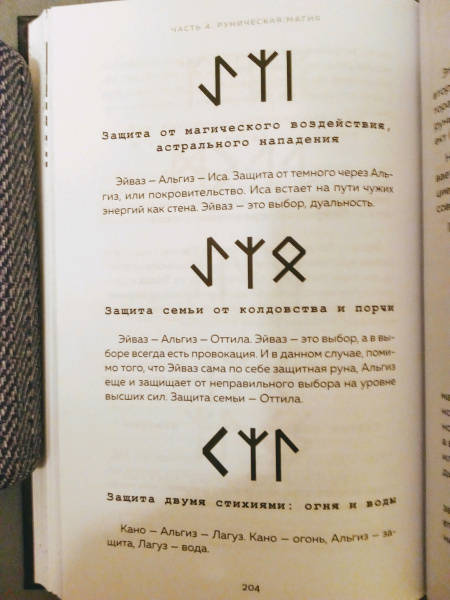 ЧАСТЬ 4. РУНИЧЕСКАЯ МАГИЯ
ᛇᛉᛁ
Защита от магического воздействия,
астрального нападения
Эйваз — Альгиз — Иса. Защита от темного через Аль-
гиз, или покровительство. Иса встает на пути чужих
энергий как стена. Эйваз — это выбор, дуальность.
ᛇᛉᛟ
Защита семьи от колдовства и порчи
Эйваз — Альгиз — Оттила. Эйваз — это выбор, а в вы-
боре всегда есть провокация. И в данном случае, поми-
мо того, что Эйваз сама по себе защитная руна, Альгиз
еще и защищает от неправильного выбора на уровне
высших сил. Защита семьи — Оттила.
ᚲᛉᛚ
Защита двумя стихиями: огня и воды
Кано — Альгиз — Лагуз. Кано — огонь, Альгиз — за-
щита, Лагуз — вода.
204